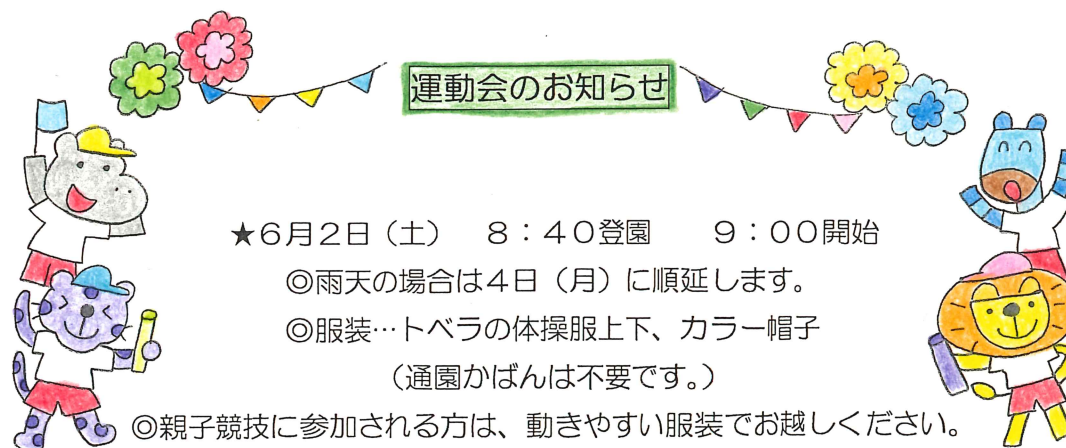 運動会のお知らせ
★6月2日（土）　8：40登園　　9：00開始
◎雨天の場合は4日（月）に順延します。
◎服装…トベラの体操服上下、カラー帽子
（通園かばんは不要です。）
◎親子競技に参加される方は、動きやすい服装でお越しください。